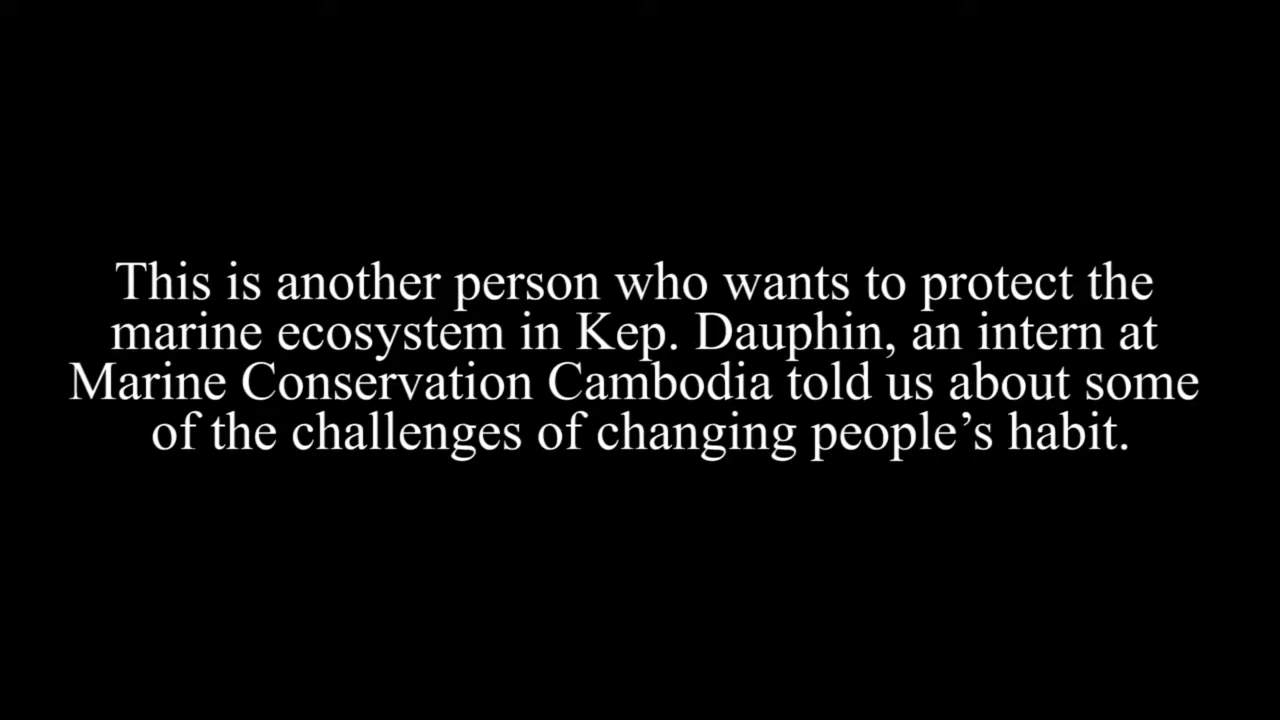 This is another person who wants to protect the
marine ecosystem in Kep. Dauphin, an intern at
Marine Conservation Cambodia told us about some
of the challenges of changing people’s habit.